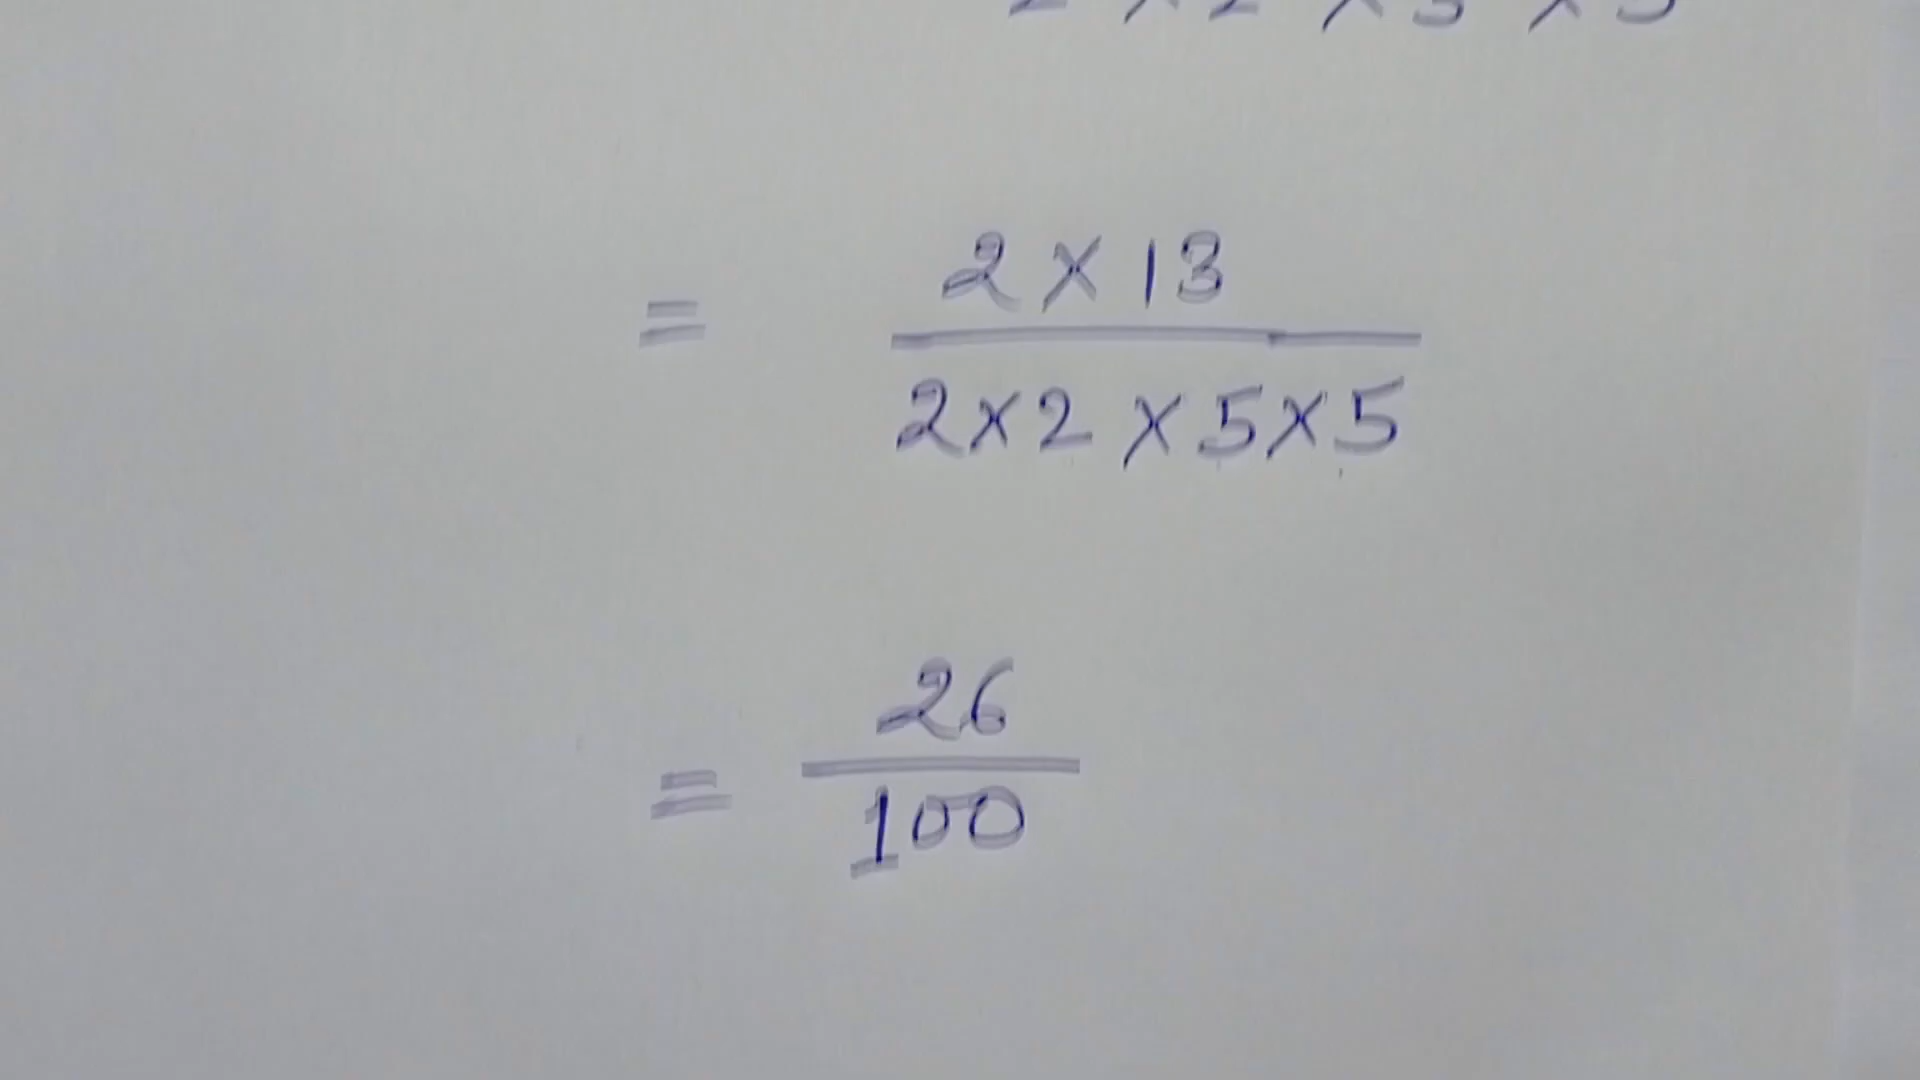 = 2 × 13
2 × 2 × 5 × 5
= 26
100